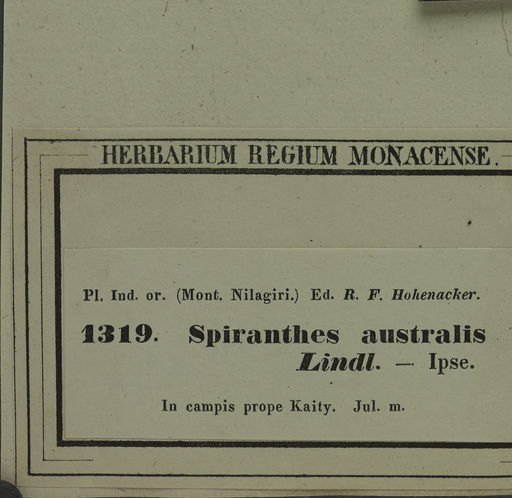 HERBARIUM REGIUM MONACENSE.
Pl. Ind. or. (Mont. Nilagiri.) Ed. R. F. Hohenacker.
1319. Spiranthes australis
Lindl. — Ipse.
In campis prope Kaity. Jul. m.